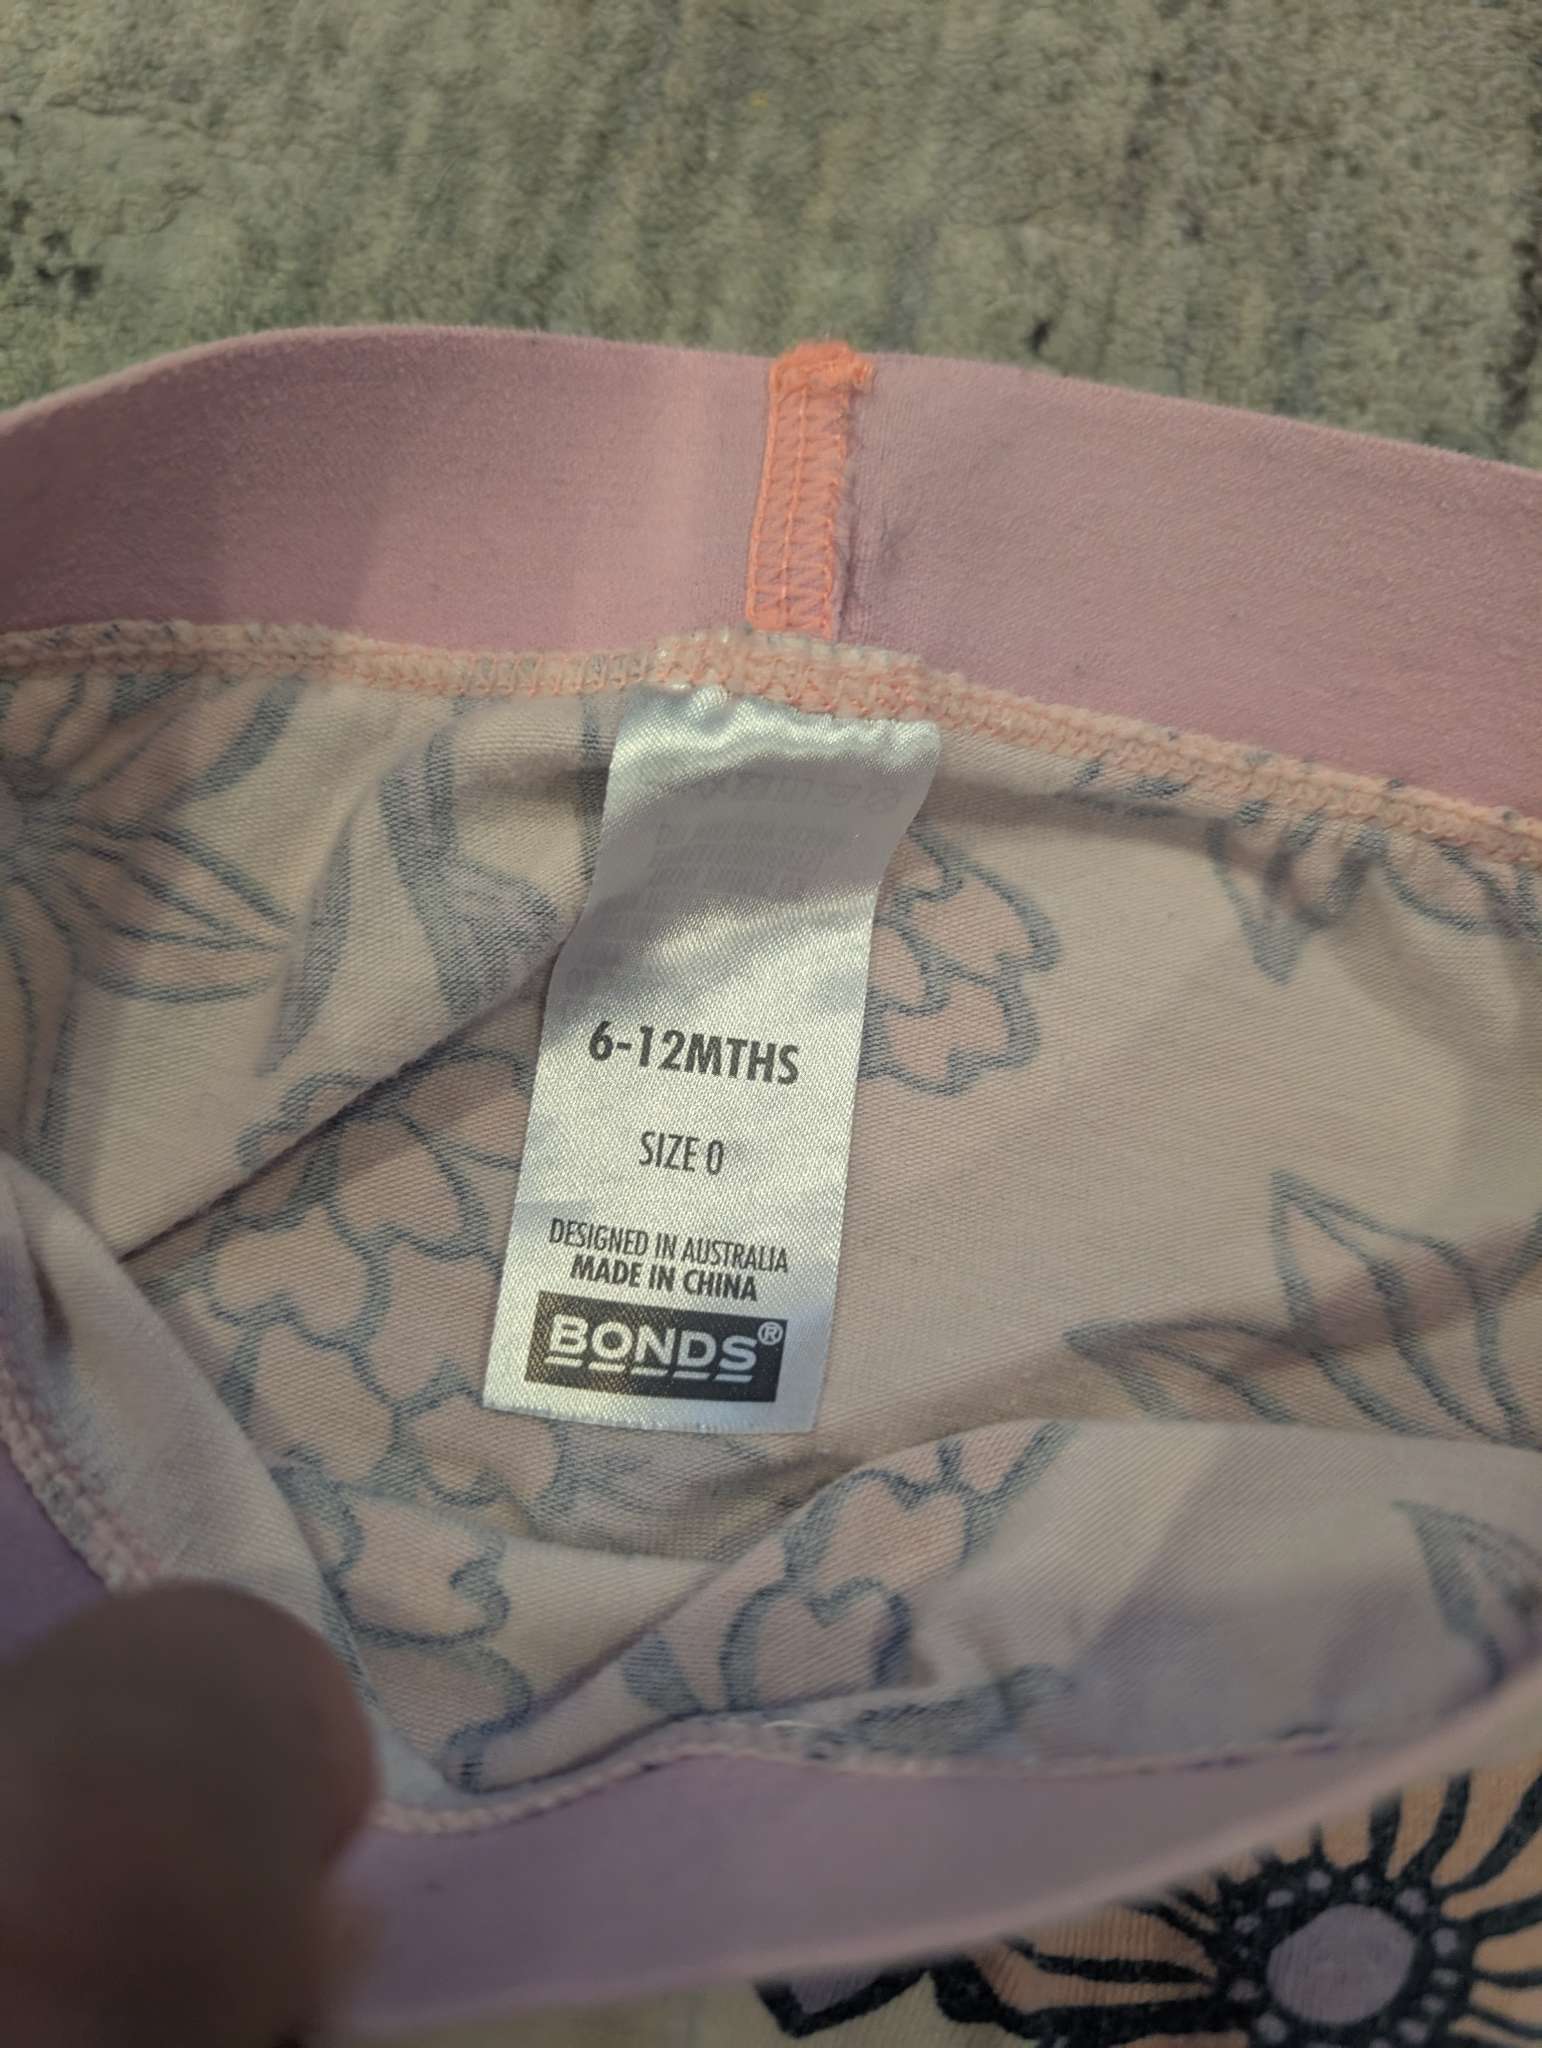 6-12MTHS
SIZE 0
DESIGNED IN AUSTRALIA
MADE IN CHINA
BONDS®